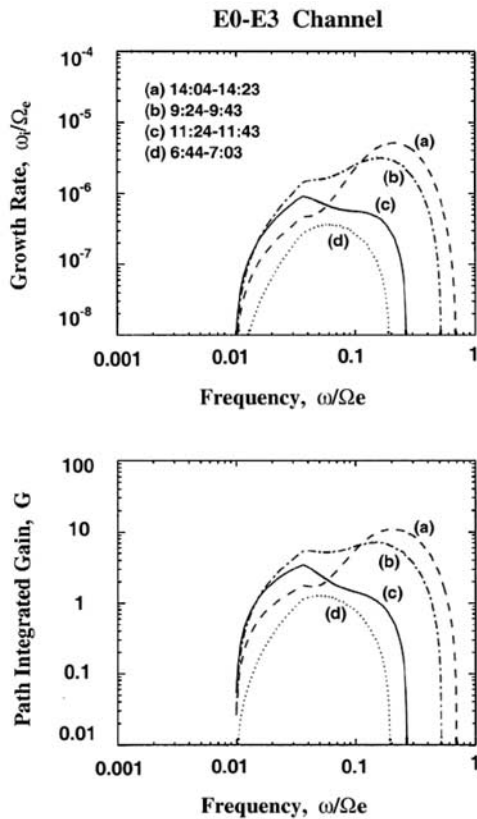 E0-E3 Channel
Growth Rate, ωi/Ωe
10-4
10-5
10-6
10-7
10-8
(a) 14:04-14:23
(b) 9:24-9:43
(c) 11:24-11:43
(d) 6:44-7:03
(a)
(b)
(c)
(d)
0.001 0.01 0.1 1
Frequency, ω/Ωe
Path Integrated Gain, G
100
10
1
0.1
0.01
(a)
(b)
(c)
(d)
0.001 0.01 0.1 1
Frequency, ω/Ωe